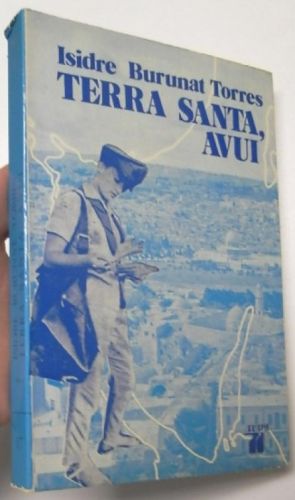 Isidre Burunat Torres
TERRA SANTA,
AVUI